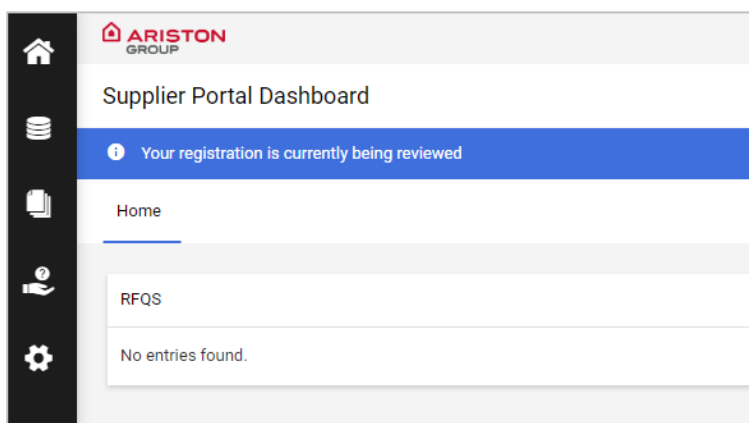 ARISTON
GROUP
Supplier Portal Dashboard
Your registration is currently being reviewed
Home
RFQS
No entries found.